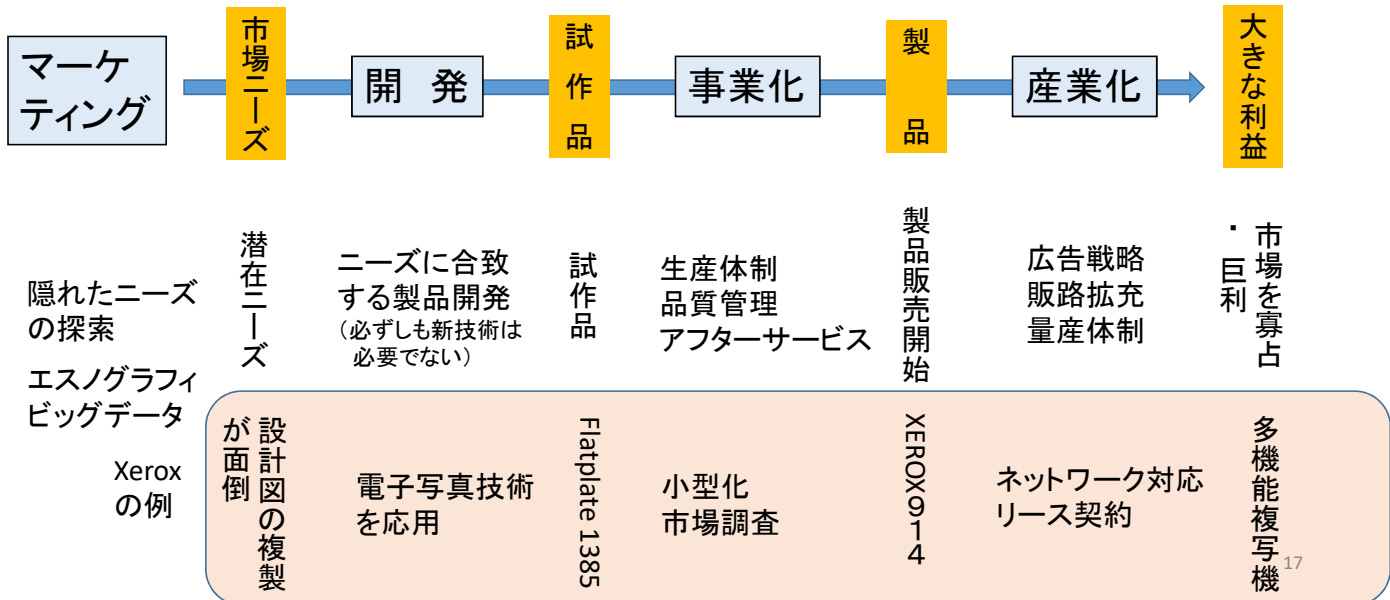 マーケ
ティング
市場ニーズ
開 発
試作品
事業化
製 品
産業化
大きな利益
隠れたニーズ
の探索
エスノグラフィ
ビッグデータ
潜在ニーズ
ニーズに合致
する製品開発
(必ずしも新技術は
必要でない)
試作品
生産体制
品質管理
アフターサービス
製品販売開始
広告戦略
販路拡充
量産体制
市場を寡占
・巨利
Xerox
の例
設計図の複製
が面倒
電子写真技術
を応用
Flatplate 1385
小型化
市場調査
XEROX914
ネットワーク対応
リース契約
多機能複写機
17